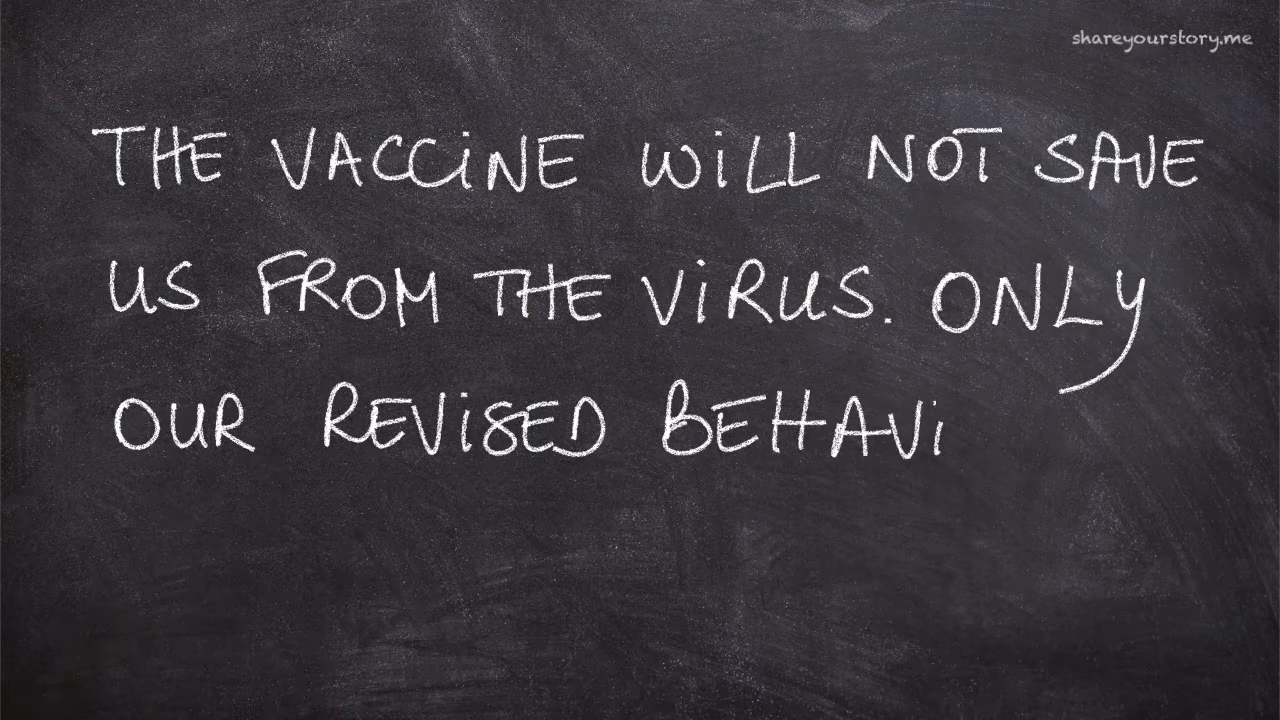 shareyourstory.me
THE VACCiNE WiLL NOT SAVE
US FROM THE ViRUS. ONLY
OUR REViSED BEHAVi